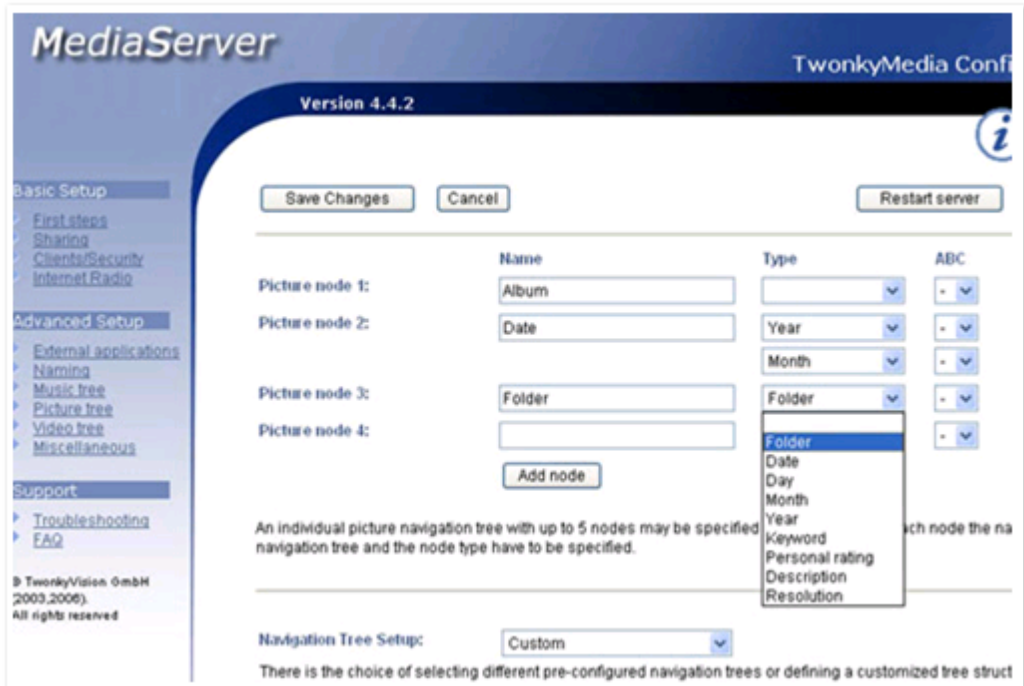 MediaServer
TwonkyMedia Confi
Version 4.4.2
i
Basic Setup
First steps
Sharing
Clients/Security
Internet Radio
Advanced Setup
External applications
Naming
Music tree
Picture tree
Video tree
Miscellaneous
Support
Troubleshooting
FAQ
© TwonkyVision GmbH
(2003,2006).
All rights reserved
Save Changes Cancel Restart server
Name Type ABC
Picture node 1: Album -
Picture node 2: Date Year -
Month -
Picture node 3: Folder Folder -
Picture node 4: -
Folder
Date
Day
Month
Year
Keyword
Personal rating
Description
Resolution
Add node
An individual picture navigation tree with up to 5 nodes may be specified ch node the na
navigation tree and the node type have to be specified.
Navigation Tree Setup: Custom
There is the choice of selecting different pre-configured navigation trees or defining a customized tree struct